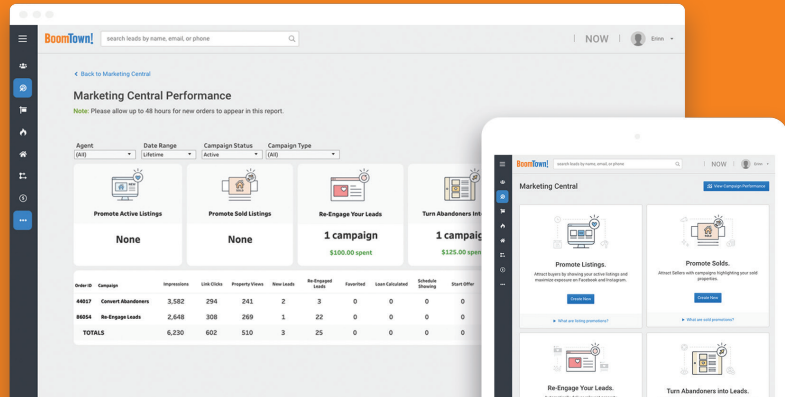 BoomTown!
search leads by name, email, or phone
NOW
Erinn
Back to Marketing Central
Marketing Central Performance
Note: Please allow up to 48 hours for new orders to appear in this report.
Agent Date Range Campaign Status Campaign Type
(All) Lifetime Active (All)
Promote Active Listings
None
Promote Sold Listings
None
Re-Engage Your Leads
1 campaign
$100.00 spent
Turn Abandoners Int
1 campaig
$125.00 spen
Order ID Campaign Impressions Link Clicks Property Views New Leads Re-Engaged Leads Favorited Loan Calculated Schedule Showing Start Offer
44017 Convert Abandoners 3,582 294 241 2 3 0 0 0 0
86054 Re-Engage Leads 2,648 308 269 1 22 0 0 0 0
TOTALS 6,230 602 510 3 25 0 0 0 0
BoomTown!
search leads by name, email, or phone
NOW
Marketing Central
View Campaign Performance
Promote Listings.
Attract buyers by showing your active listings and
maximize exposure on Facebook and Instagram.
Create Now
What are listing promotions?
Promote Solds.
Attract Sellers with campaigns highlighting your sold
properties.
Create Now
What are sold promotions?
Re-Engage Your Leads.
Turn Abandoners into Leads.